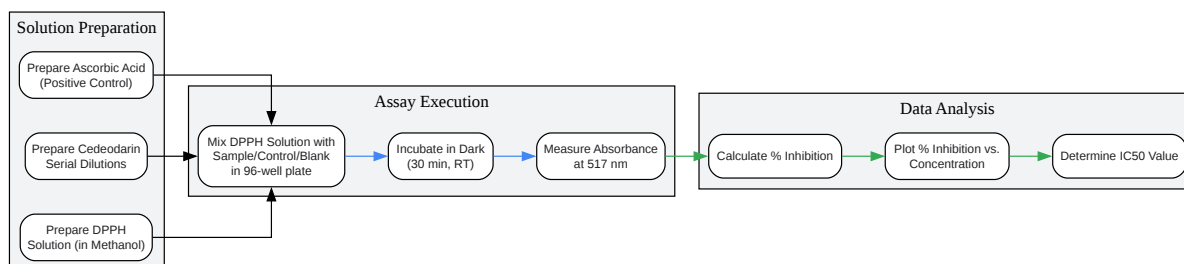 Solution Preparation
Prepare Ascorbic Acid
(Positive Control)
Prepare Cedeodarin
Serial Dilutions
Prepare DPPH
Solution (in Methanol)
Assay Execution
Mix DPPH Solution with
Sample/Control/Blank
in 96-well plate
Incubate in Dark
(30 min, RT)
Measure Absorbance
at 517 nm
Data Analysis
Calculate % Inhibition
Plot % Inhibition vs.
Concentration
Determine IC50 Value